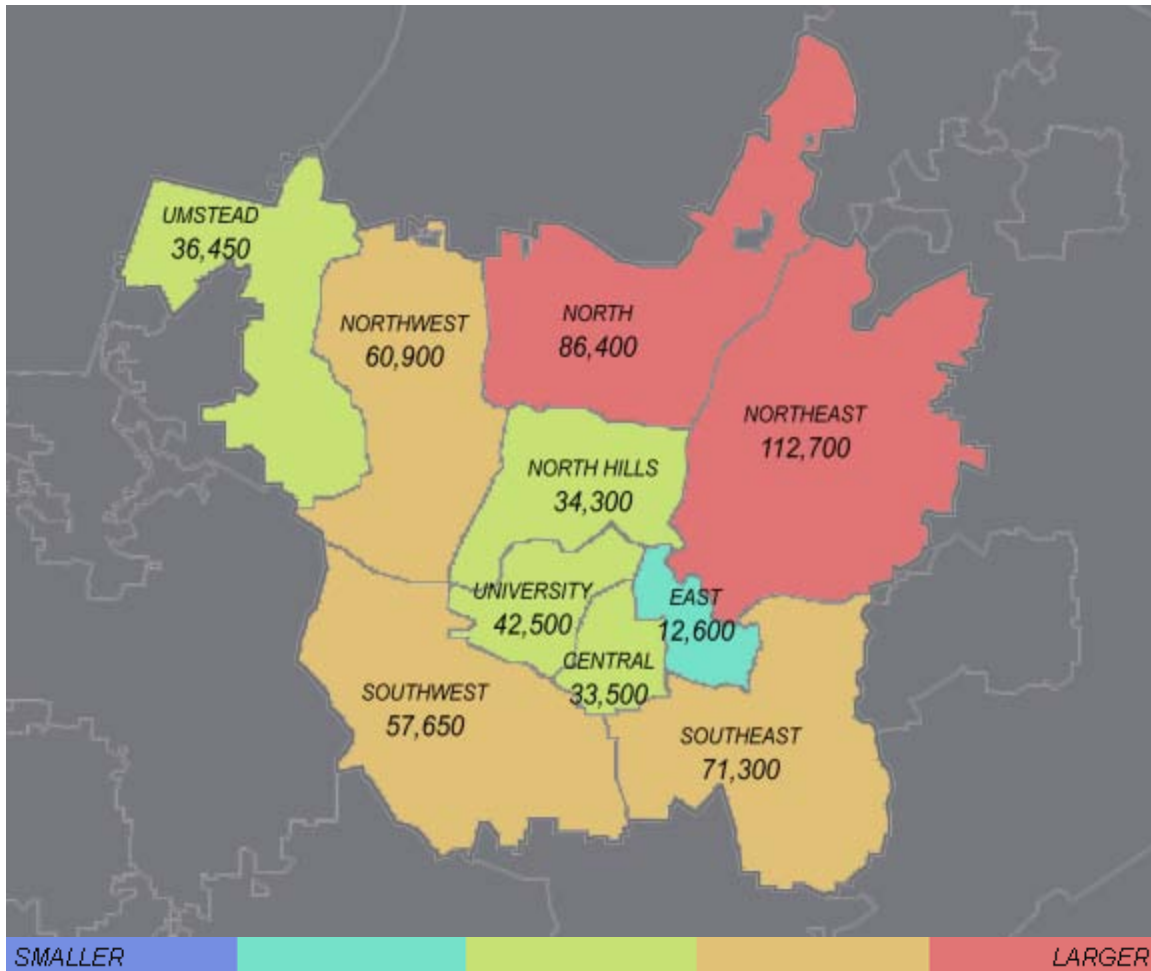 UMSTEAD
36,450
NORTHWEST
60,900
NORTH
86,400
NORTHEAST
112,700
NORTH HILLS
34,300
UNIVERSITY
42,500
EAST
12,600
CENTRAL
33,500
SOUTHWEST
57,650
SOUTHEAST
71,300
SMALLER
LARGER